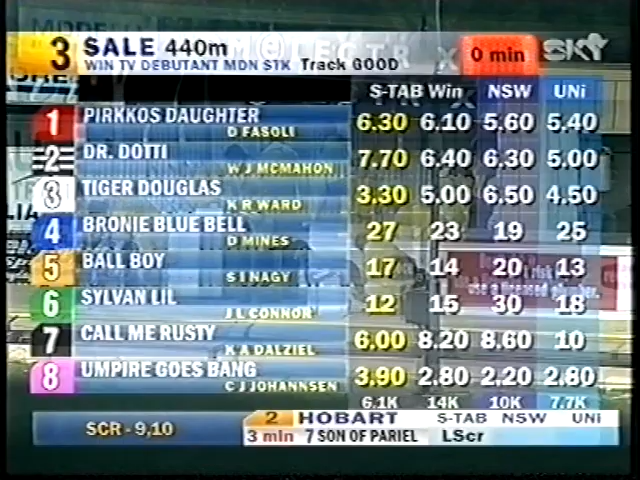 3 SALE 440m 0 min SKY
WIN TV DEBUTANT MDN STK Track GOOD
S-TAB Win NSW UNi
1 PIRKKOS DAUGHTER 6.30 6.10 5.60 5.40
D FASOLI
2 DR. DOTTI 7.70 6.40 6.30 5.00
W J MCMAHON
3 TIGER DOUGLAS 3.30 5.00 6.50 4.50
K R WARD
4 BRONIE BLUE BELL 27 23 19 25
D MINES
5 BALL BOY 17 14 20 13
S I NAGY
6 SYLVAN LIL 12 15 30 18
J L CONNOR
7 CALL ME RUSTY 6.00 8.20 8.60 10
K A DALZIEL
8 UMPIRE GOES BANG 3.90 2.80 2.20 2.80
C J JOHANNSEN
6.1K 14K 10K 7.7K
SCR - 9,10
2 HOBART S-TAB NSW UNi
3 min 7 SON OF PARIEL LScr
use a licensed plumber.